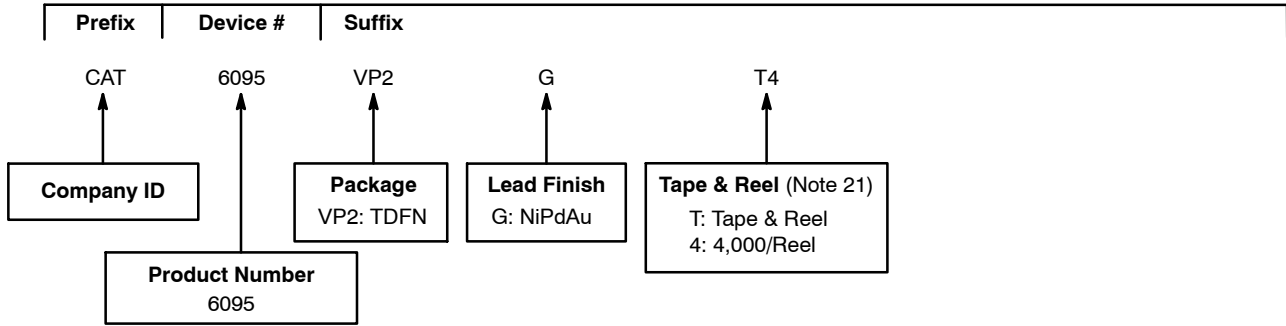 Prefix Device # Suffix
CAT 6095 VP2 G T4
Company ID
Package
VP2: TDFN
Lead Finish
G: NiPdAu
Tape & Reel (Note 21)
T: Tape & Reel
4: 4,000/Reel
Product Number
6095